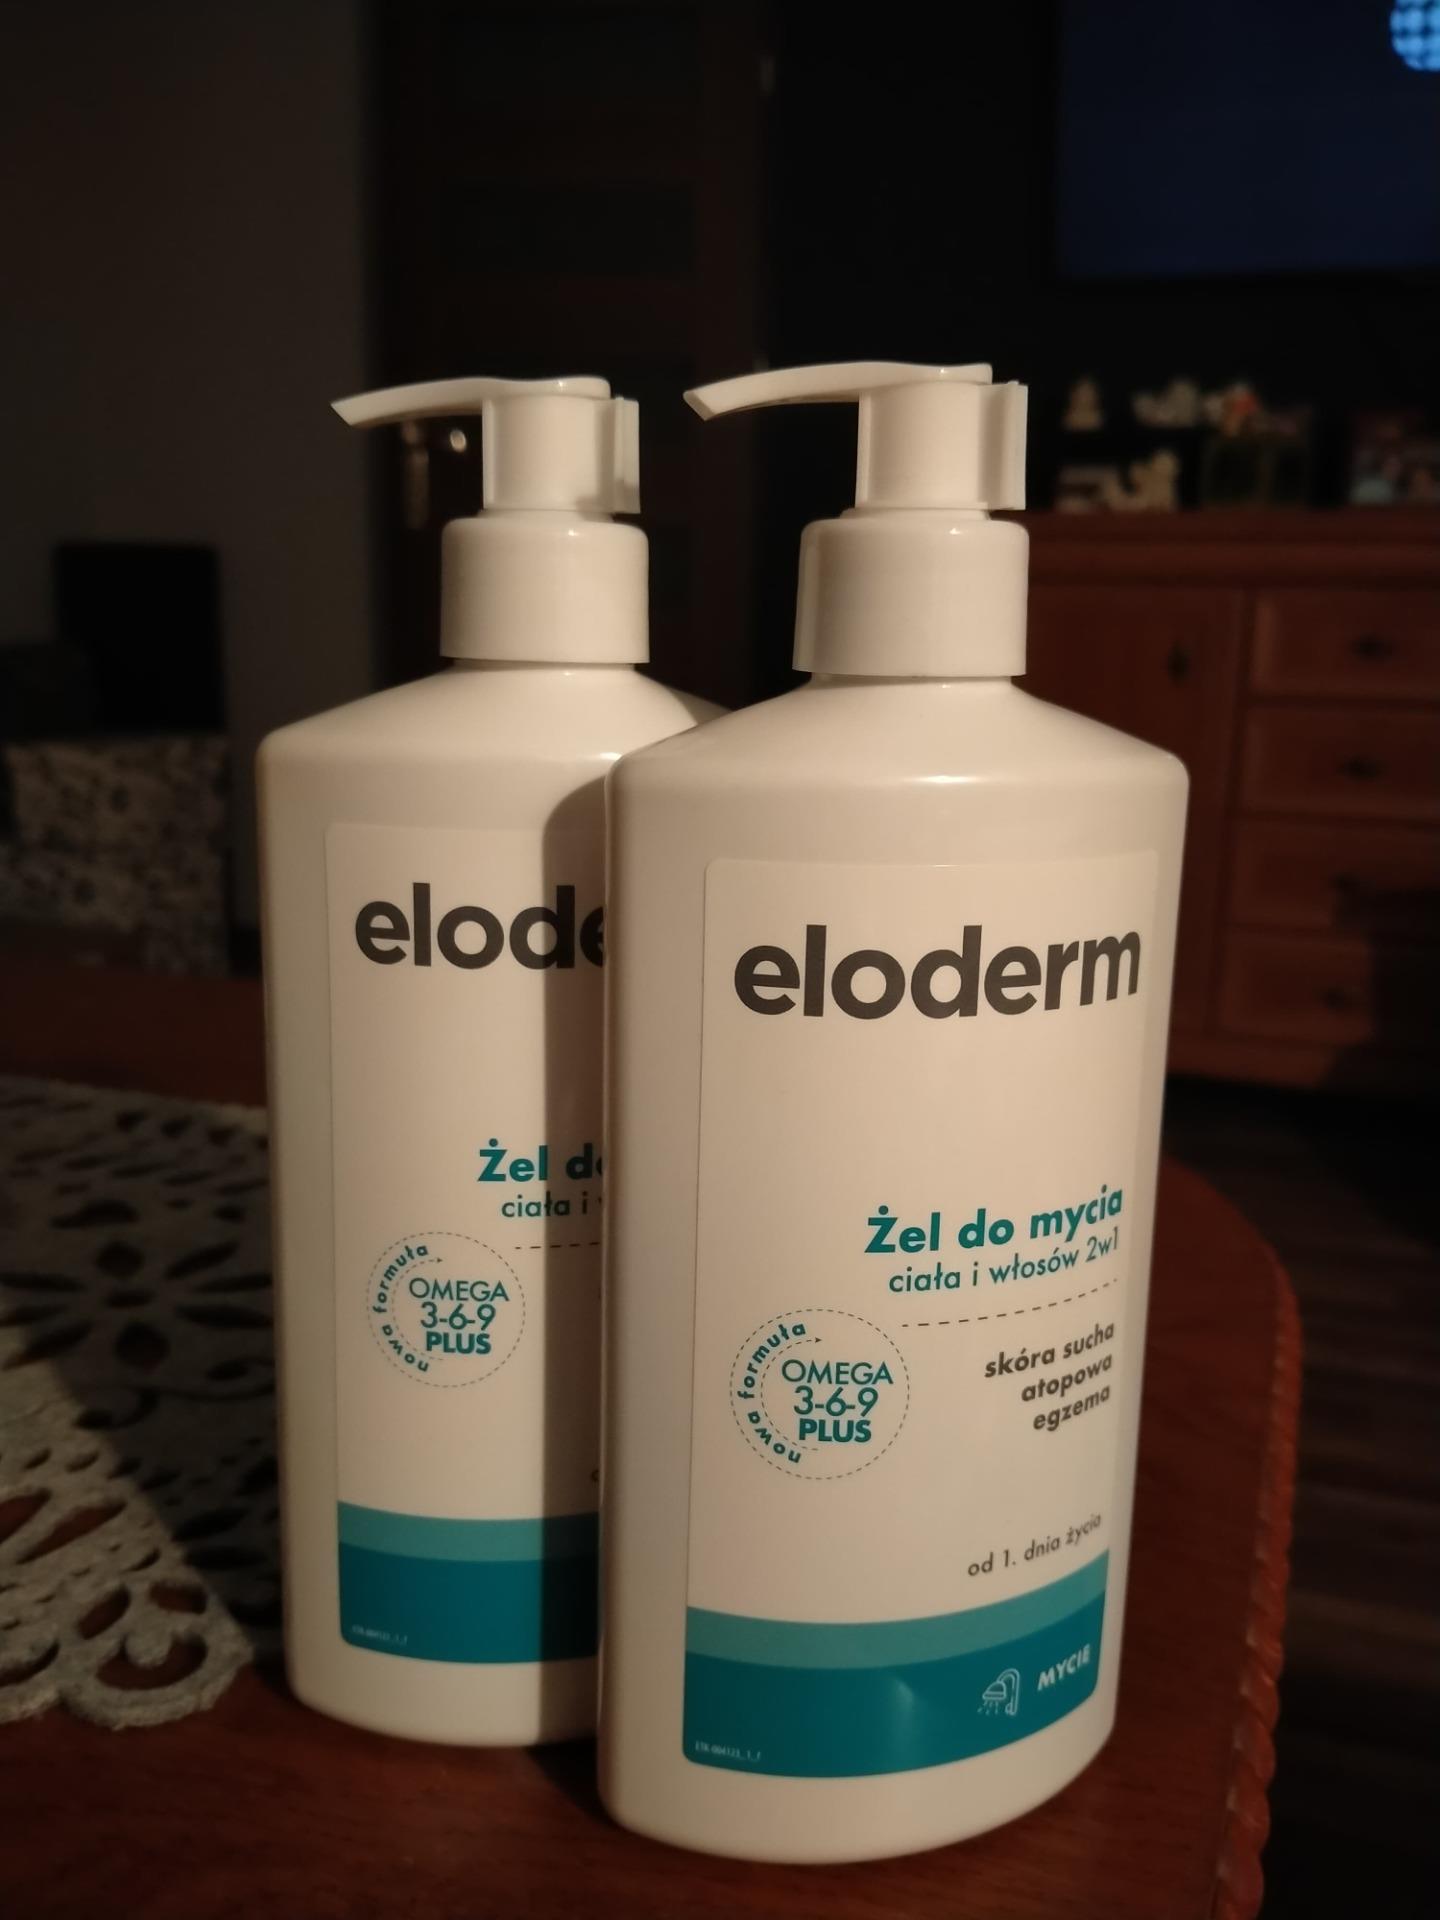 elode
Żel do
ciała i
nowa formuła
OMEGA
3-6-9
PLUS
eloderm
Żel do mycia
ciała i włosów 2w1
nowa formuła
OMEGA
3-6-9
PLUS
skóra sucha
atopowa
egzema
od 1. dnia życia
MYCIE